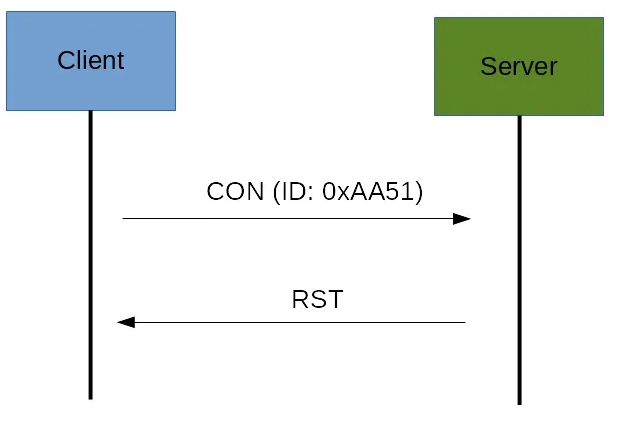 Client
Server
CON (ID: 0xAA51)
RST